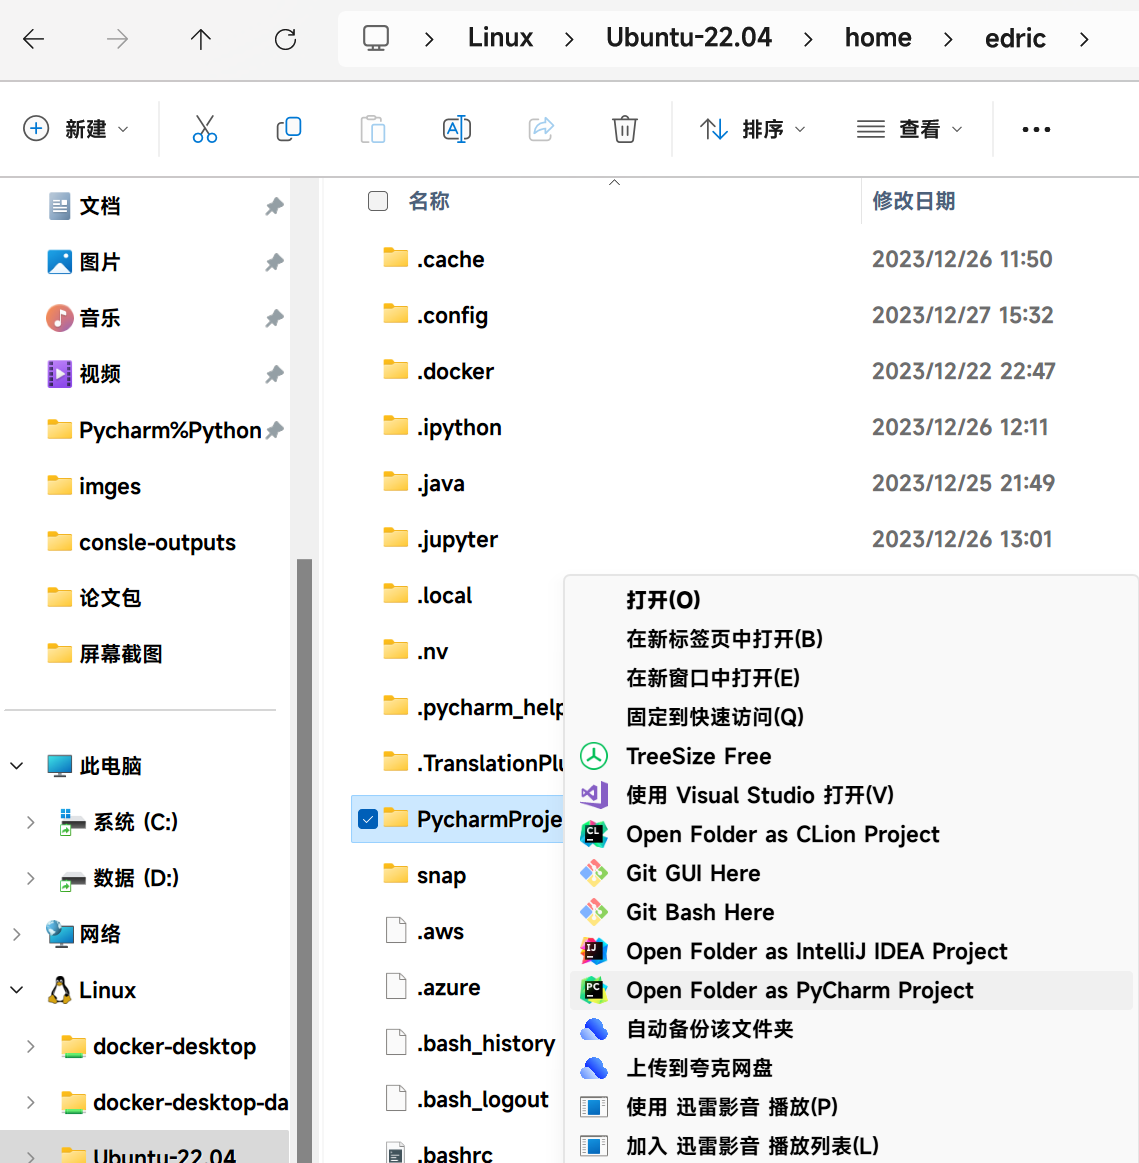 Linux
Ubuntu-22.04
home
edric
新建
排序
查看
文档
图片
音乐
视频
Pycharm%Python
imges
consle-outputs
论文包
屏幕截图
此电脑
系统 (C:)
数据 (D:)
网络
Linux
docker-desktop
docker-desktop-da
Ubuntu-22.04
名称
修改日期
.cache
2023/12/26 11:50
.config
2023/12/27 15:32
.docker
2023/12/22 22:47
.ipython
2023/12/26 12:11
.java
2023/12/25 21:49
.jupyter
2023/12/26 13:01
.local
.nv
.pycharm_help
.TranslationPlu
PycharmProje
snap
.aws
.azure
.bash_history
.bash_logout
.bashrc
打开(O)
在新标签页中打开(B)
在新窗口中打开(E)
固定到快速访问(Q)
TreeSize Free
使用 Visual Studio 打开(V)
Open Folder as CLion Project
Git GUI Here
Git Bash Here
Open Folder as IntelliJ IDEA Project
Open Folder as PyCharm Project
自动备份该文件夹
上传到夸克网盘
使用 迅雷影音 播放(P)
加入 迅雷影音 播放列表(L)